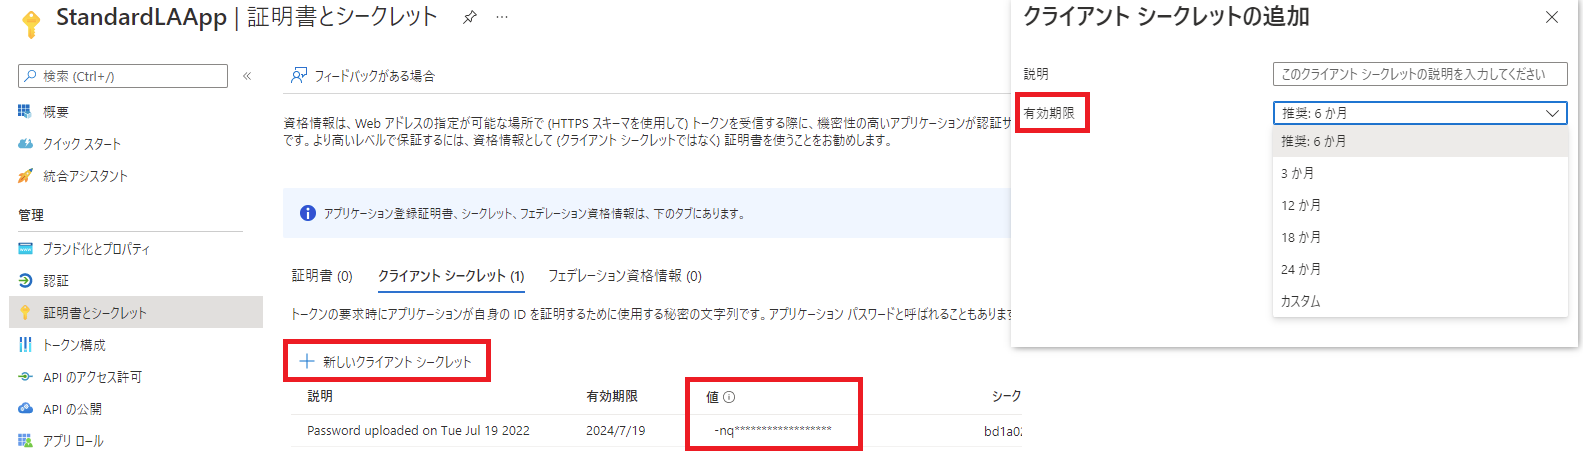 StandardLAApp | 証明書とシークレット
検索 (Ctrl+/)
概要
クイック スタート
統合アシスタント
管理
ブランド化とプロパティ
認証
証明書とシークレット
トークン構成
API のアクセス許可
API の公開
アプリ ロール
フィードバックがある場合
資格情報は、Web アドレスの指定が可能な場所で (HTTPS スキーマを使用して) トークンを受信する際に、機密性の高いアプリケーションが認証サ
です。より高いレベルで保証するには、資格情報として (クライアント シークレットではなく) 証明書を使うことをお勧めします。
アプリケーション登録証明書、シークレット、フェデレーション資格情報は、下のタブにあります。
証明書 (0) クライアント シークレット (1) フェデレーション資格情報 (0)
トークンの要求時にアプリケーションが自身の ID を証明するために使用する秘密の文字列です。アプリケーション パスワードと呼ばれることもあります
新しいクライアント シークレット
説明 有効期限 値 シーク
Password uploaded on Tue Jul 19 2022 2024/7/19 -nq****************** bd1a02
クライアント シークレットの追加
説明 このクライアント シークレットの説明を入力してください
有効期限 推奨: 6 か月
推奨: 6 か月
3 か月
12 か月
18 か月
24 か月
カスタム